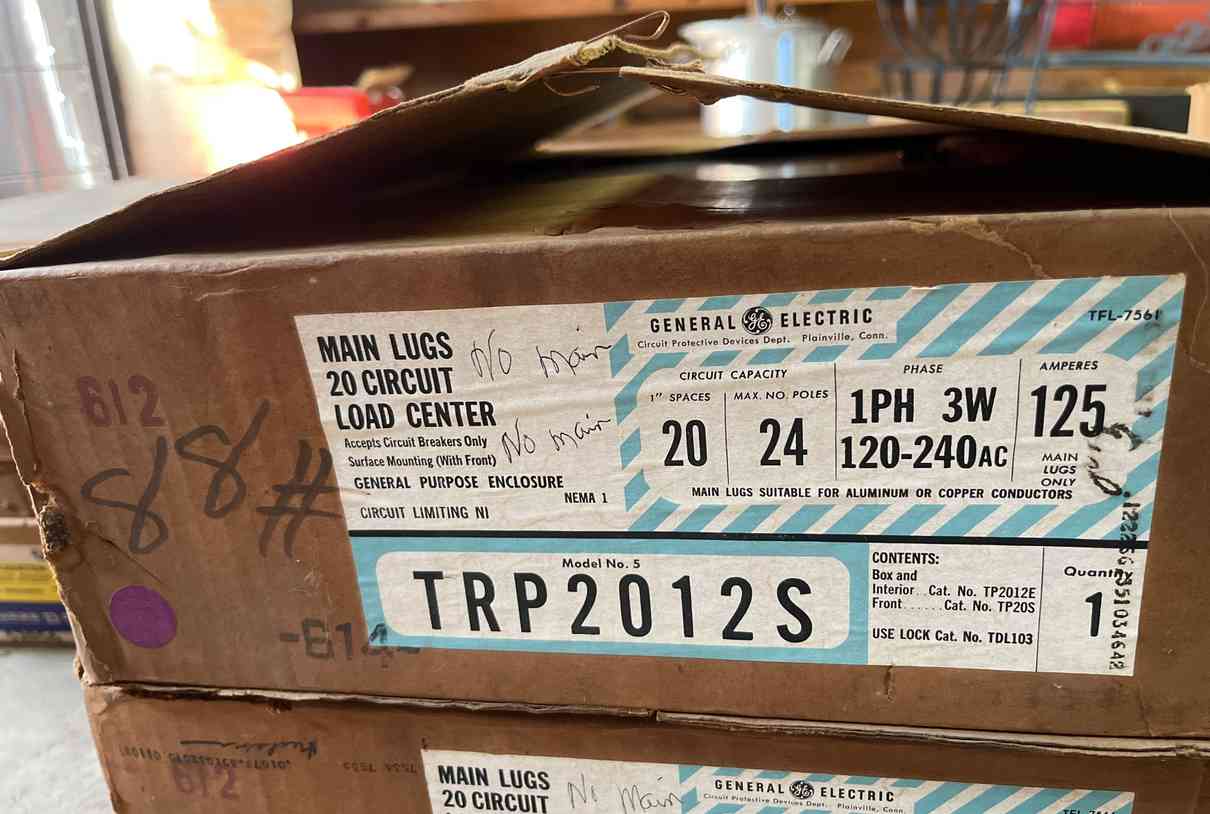 MAIN LUGS No main
20 CIRCUIT
LOAD CENTER
Accepts Circuit Breakers Only No main
Surface Mounting (With Front)
GENERAL PURPOSE ENCLOSURE
NEMA 1
CIRCUIT LIMITING NI
GENERAL GE ELECTRIC
Circuit Protective Devices Dept. Plainville, Conn.
TFL-7561
CIRCUIT CAPACITY
1" SPACES
20
MAX. NO. POLES
24
PHASE
1PH 3W
120-240AC
AMPERES
125
MAIN
LUGS
ONLY
MAIN LUGS SUITABLE FOR ALUMINUM OR COPPER CONDUCTORS
Model No. 5
TRP2012S
CONTENTS:
Box and
Interior..Cat. No. TP2012E
Front......Cat. No. TP20S
USE LOCK Cat. No. TDL103
Quantity
1
612
#88
-614-
612
MAIN LUGS No Main
20 CIRCUIT
GENERAL GE ELECTRIC
Circuit Protective Devices Dept. Plainville, Conn.